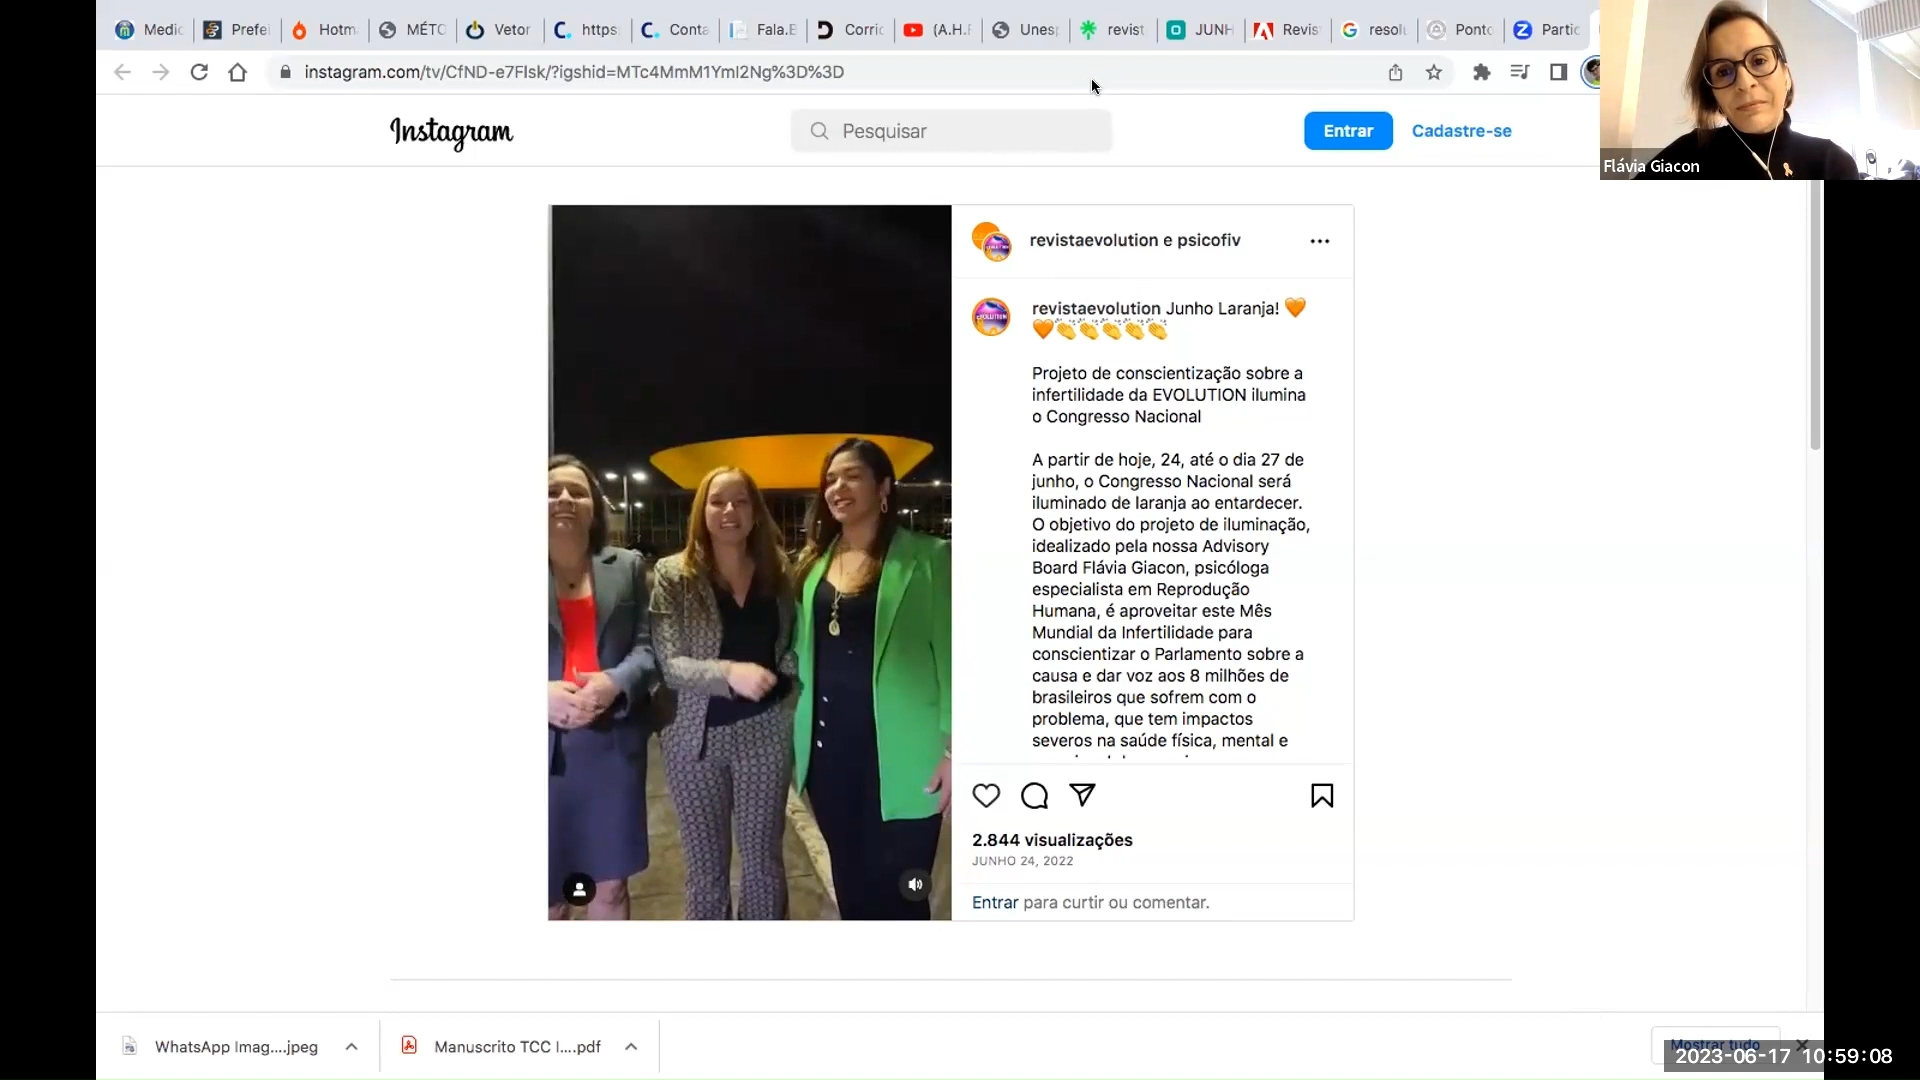 Medic
Prefei
Hotm
MÉTO
Vetor
https
Conta
Fala.B
Corric
(A.H.F
Unesp
revist
JUNH
Revis
resolu
Ponto
Partic
instagram.com/tv/CfND-e7FIsk/?igshid=MTc4MmM1YmI2Ng%3D%3D
Instagram
Pesquisar
Entrar
Cadastre-se
Flávia Giacon
revistaevolution e psicofiv
revistaevolution Junho Laranja! 🧡
🧡👏👏👏👏👏
Projeto de conscientização sobre a
infertilidade da EVOLUTION ilumina
o Congresso Nacional
A partir de hoje, 24, até o dia 27 de
junho, o Congresso Nacional será
iluminado de laranja ao entardecer.
O objetivo do projeto de iluminação,
idealizado pela nossa Advisory
Board Flávia Giacon, psicóloga
especialista em Reprodução
Humana, é aproveitar este Mês
Mundial da Infertilidade para
conscientizar o Parlamento sobre a
causa e dar voz aos 8 milhões de
brasileiros que sofrem com o
problema, que tem impactos
severos na saúde física, mental e
2.844 visualizações
JUNHO 24, 2022
Entrar para curtir ou comentar.
WhatsApp Imag....jpeg
Manuscrito TCC I....pdf
Mostrar tudo
2023-06-17 10:59:08